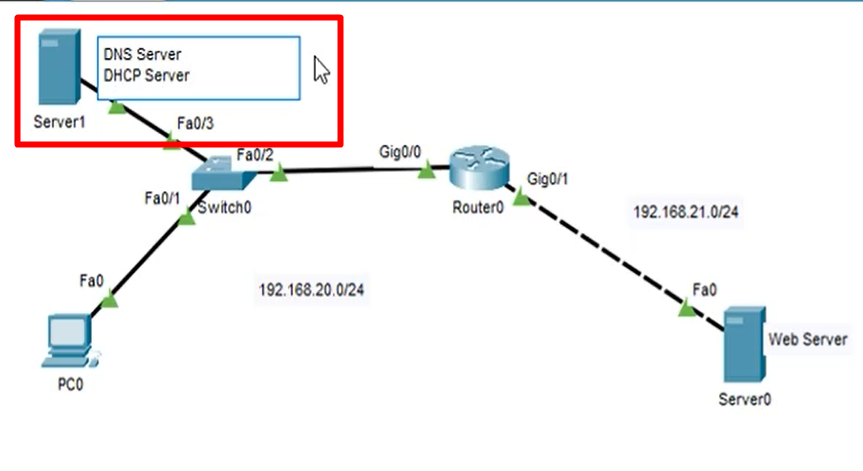 DNS Server
DHCP Server
Server1
Fa0/3
Fa0/2
Gig0/0
Fa0/1
Switch0
Router0
Gig0/1
192.168.21.0/24
Fa0
192.168.20.0/24
Fa0
Web Server
PC0
Server0